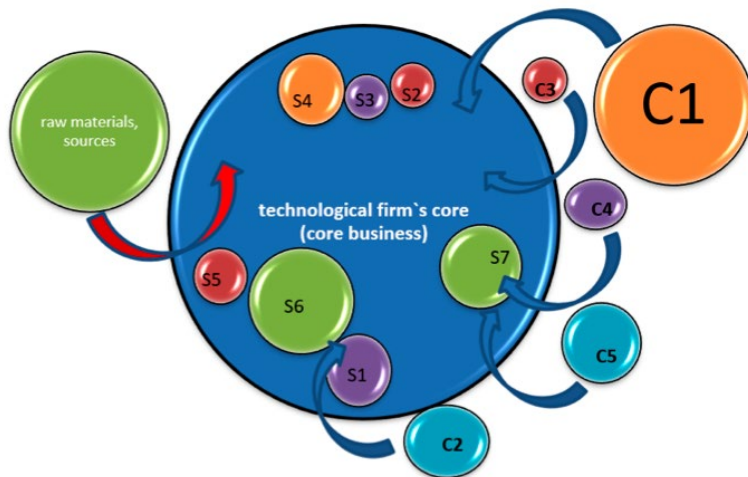 C1
C3
S4
S3
S2
raw materials,
sources
technological firm`s core
(core business)
C4
S7
S5
S6
S1
C5
C2